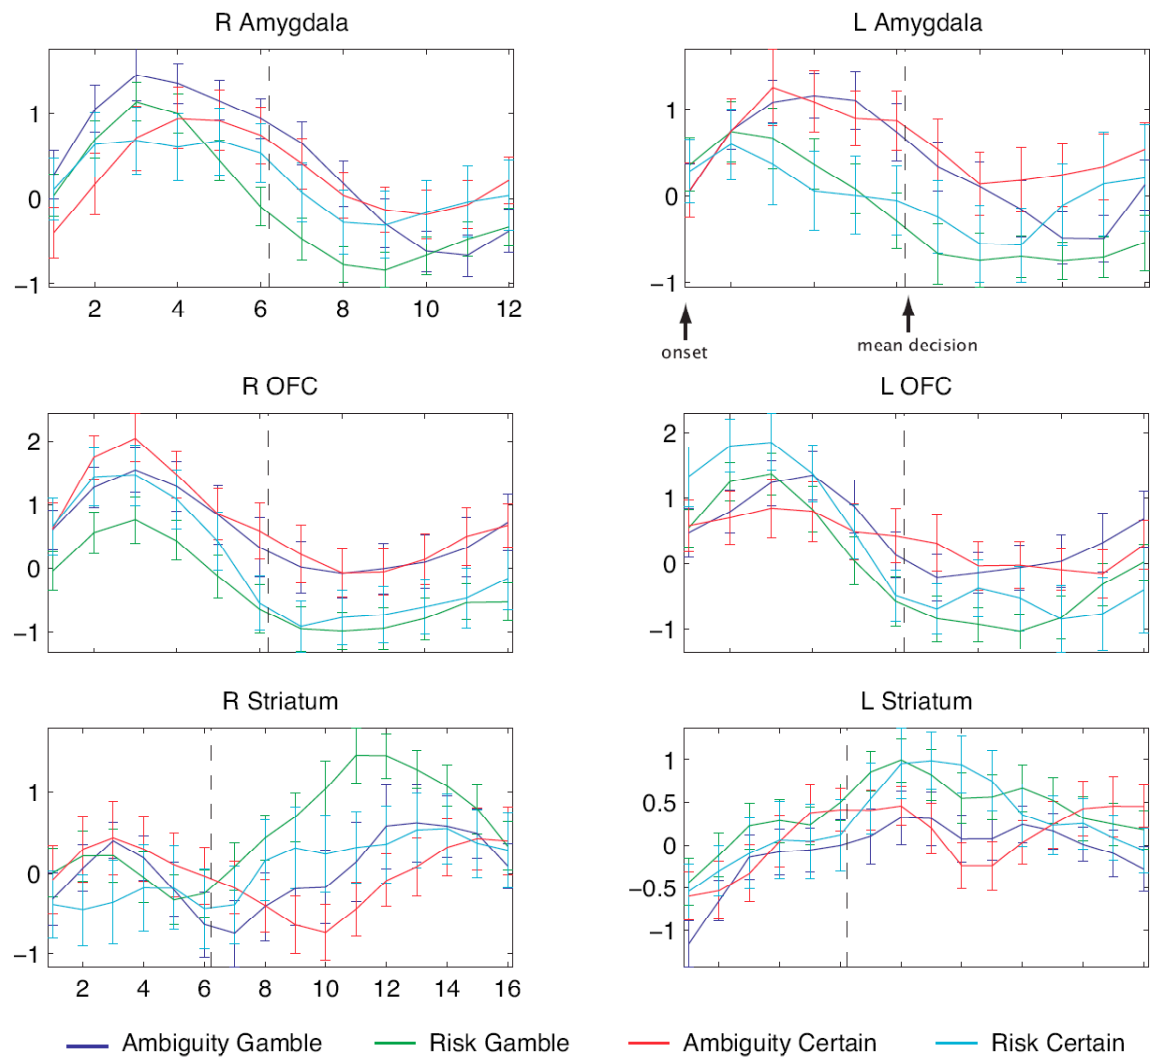 R Amygdala
L Amygdala
1
0
−1
2 4 6 8 10 12
1
0
−1
onset
mean decision
R OFC
L OFC
2
1
0
−1
2
1
0
−1
R Striatum
L Striatum
1
0
−1
2 4 6 8 10 12 14 16
1
0.5
0
−0.5
−1
Ambiguity Gamble Risk Gamble Ambiguity Certain Risk Certain